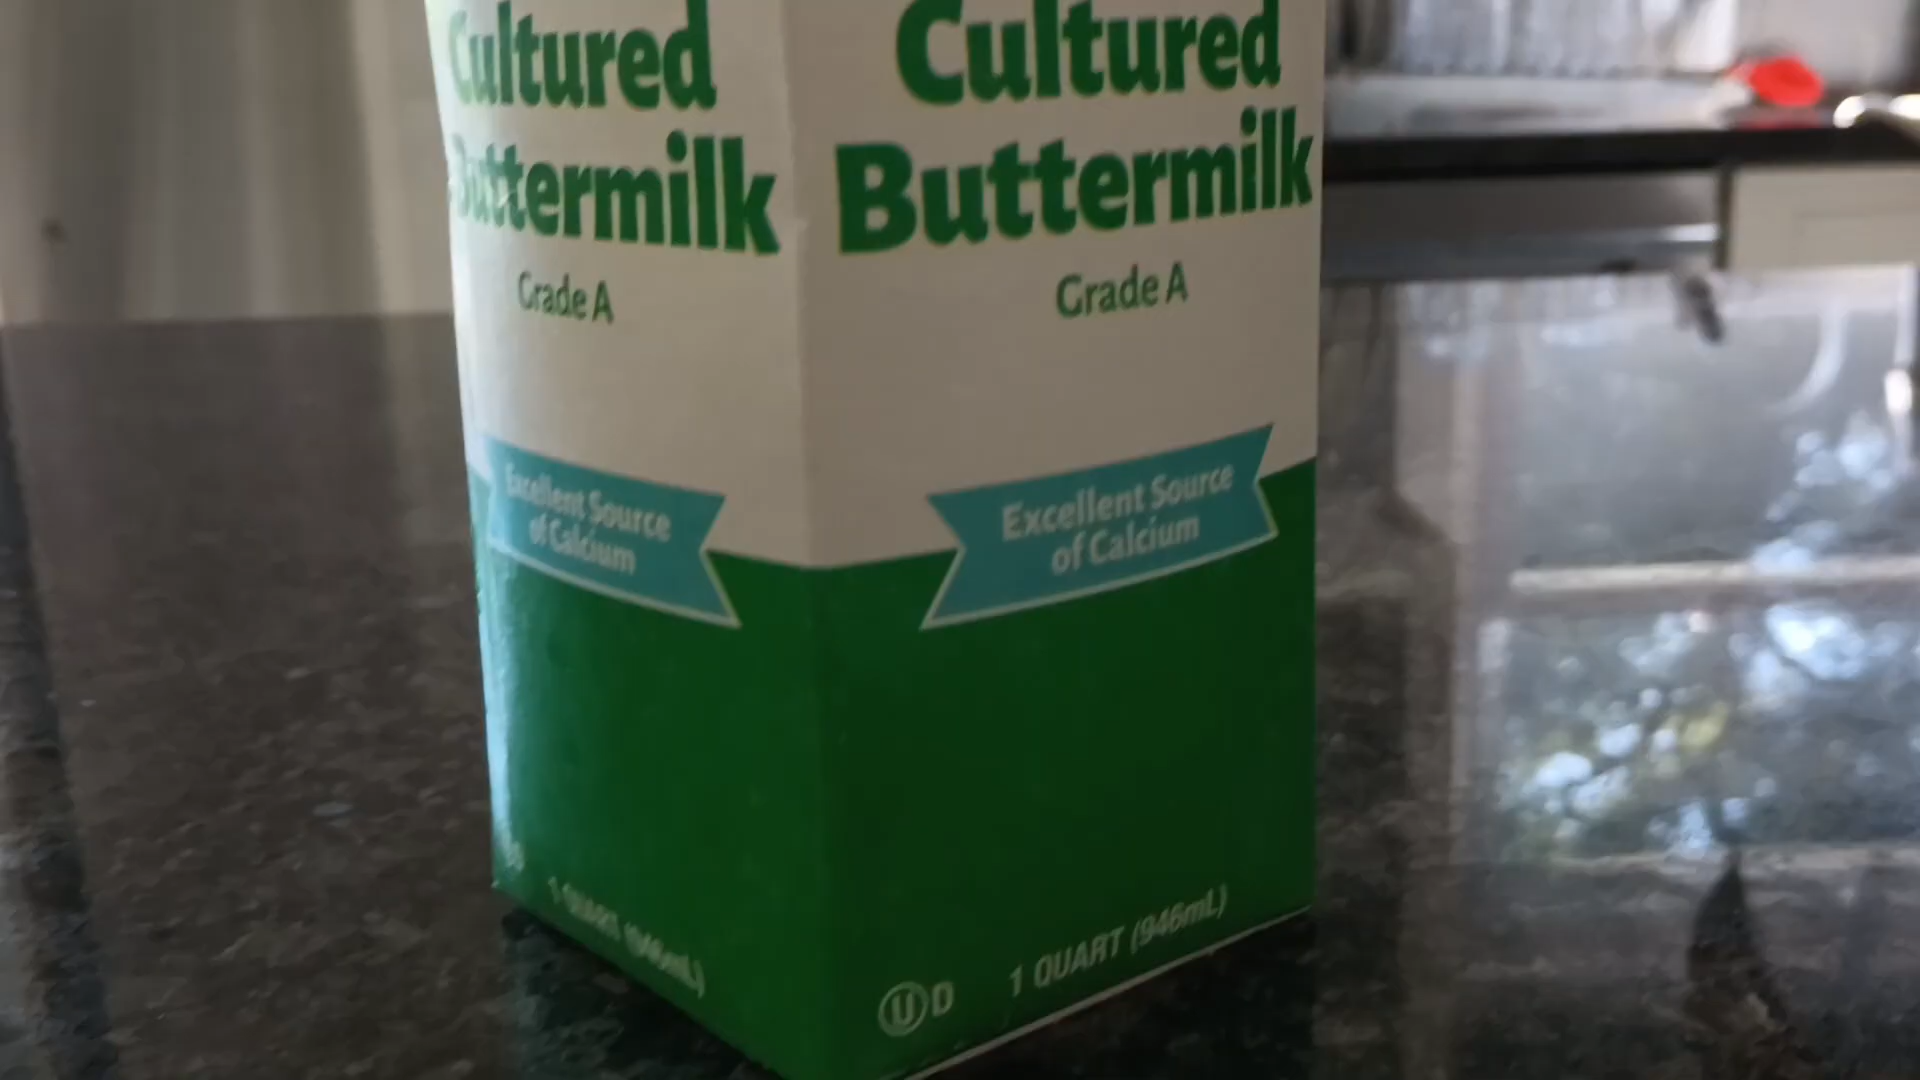 Cultured
Buttermilk
Grade A
Excellent Source
of Calcium
1 QUART (946mL)
Cultured
Buttermilk
Grade A
Excellent Source
of Calcium
U D
1 QUART (946mL)